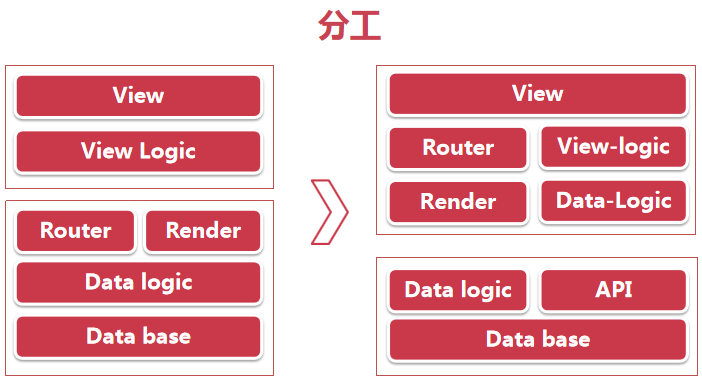 分工
View
View Logic
Router
Render
Data logic
Data base
View
Router
View-logic
Render
Data-Logic
Data logic
API
Data base